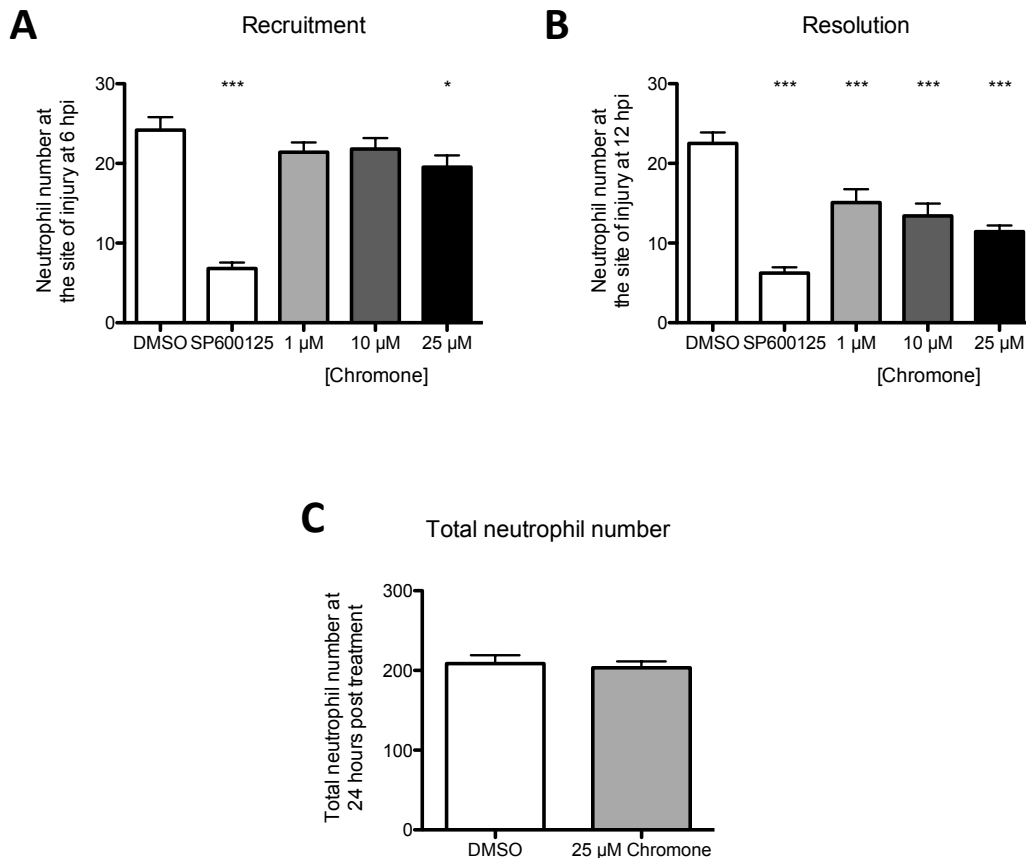 A
Recruitment
Neutrophil number at
the site of injury at 6 hpi
30
20
10
0
***
*
DMSO SP600125 1 µM 10 µM 25 µM
[Chromone]
B
Resolution
Neutrophil number at
the site of injury at 12 hpi
30
20
10
0
*** *** *** ***
DMSO SP600125 1 µM 10 µM 25 µM
[Chromone]
C
Total neutrophil number
Total neutrophil number at
24 hours post treatment
300
200
100
0
DMSO 25 µM Chromone